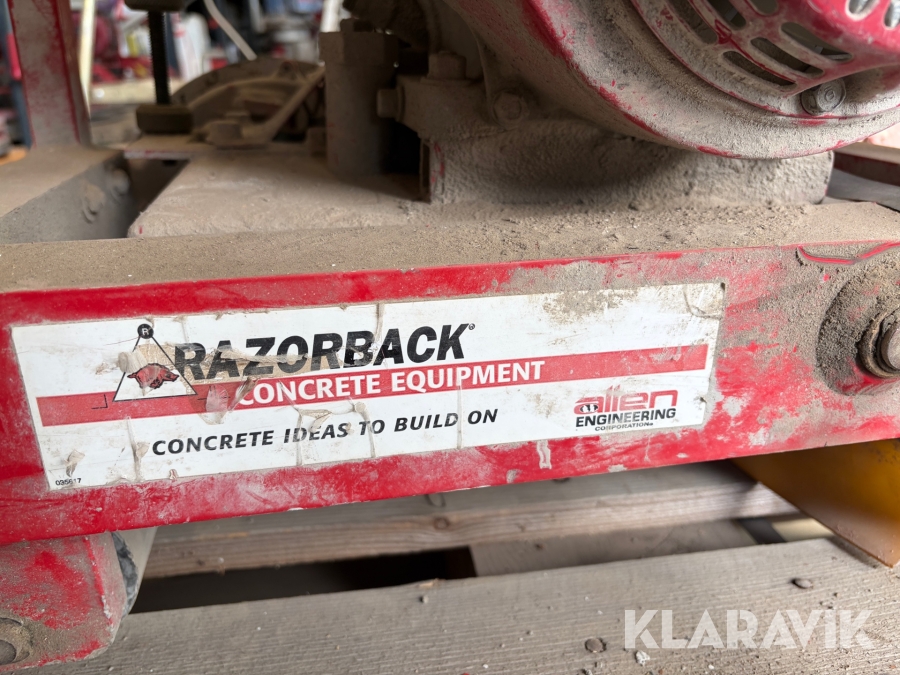 R
RAZORBACK®
CONCRETE EQUIPMENT
CONCRETE IDEAS TO BUILD ON
allen
ENGINEERING
CORPORATION
KLARAVIK